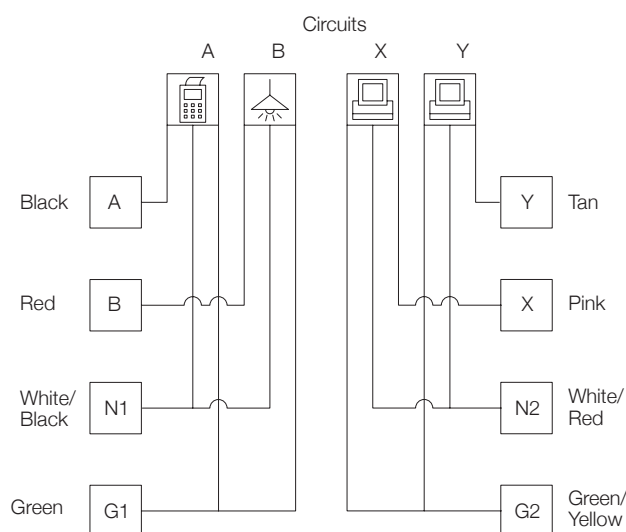 Circuits
A B X Y
Black A Y Tan
Red B X Pink
White/
Black N1 N2 White/
Red
Green G1 G2 Green/
Yellow